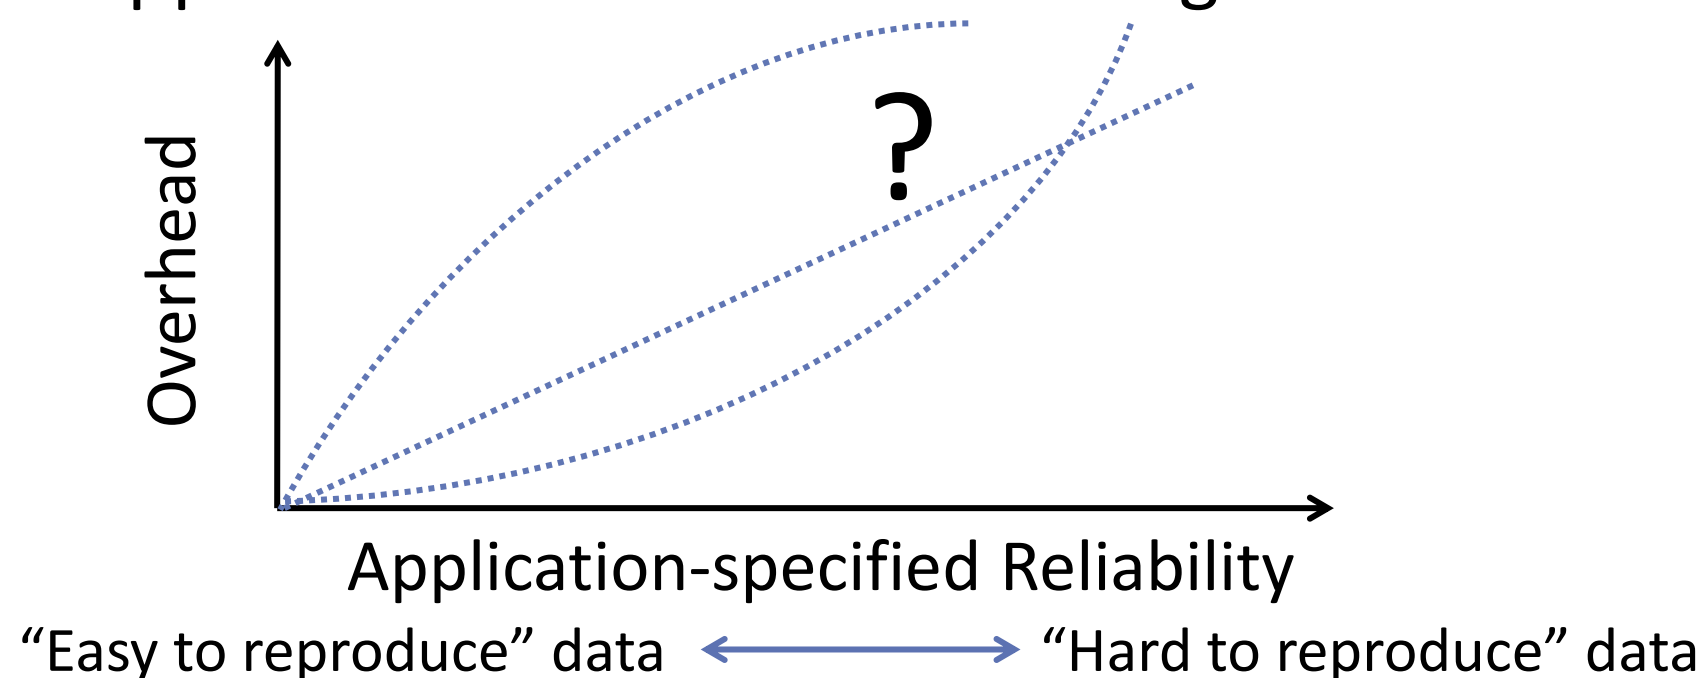 Overhead
?
Application-specified Reliability
“Easy to reproduce” data
“Hard to reproduce” data